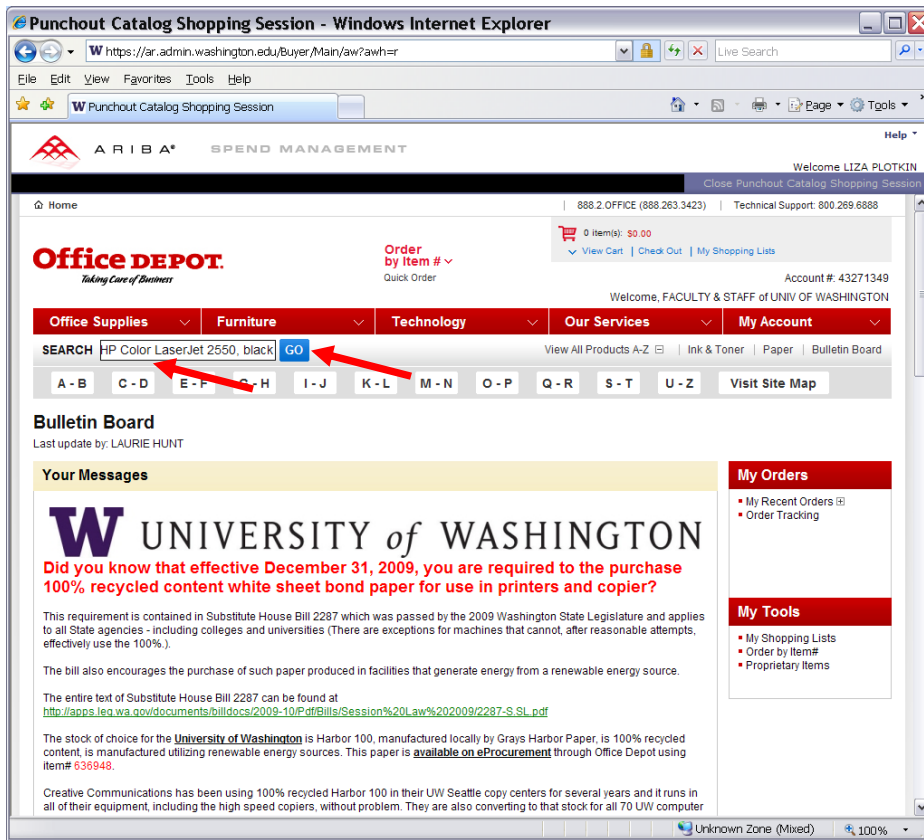 Punchout Catalog Shopping Session - Windows Internet Explorer
W https://ar.admin.washington.edu/Buyer/Main/aw?awh=r
Live Search
File Edit View Favorites Tools Help
W Punchout Catalog Shopping Session
Page Tools
Help
ARIBA® SPEND MANAGEMENT
Welcome LIZA PLOTKIN
Close Punchout Catalog Shopping Session
Home | 888.2.OFFICE (888.263.3423) | Technical Support: 800.269.6888
0 item(s): $0.00
View Cart | Check Out | My Shopping Lists
Office DEPOT.
Taking Care of Business
Order
by Item #
Quick Order
Account #: 43271349
Welcome, FACULTY & STAFF of UNIV OF WASHINGTON
Office Supplies Furniture Technology Our Services My Account
SEARCH HP Color LaserJet 2550, black GO View All Products A-Z | Ink & Toner | Paper | Bulletin Board
A - B C - D E - F G - H I - J K - L M - N O - P Q - R S - T U - Z Visit Site Map
Bulletin Board
Last update by: LAURIE HUNT
Your Messages
W UNIVERSITY of WASHINGTON
Did you know that effective December 31, 2009, you are required to the purchase
100% recycled content white sheet bond paper for use in printers and copier?
This requirement is contained in Substitute House Bill 2287 which was passed by the 2009 Washington State Legislature and applies
to all State agencies - including colleges and universities (There are exceptions for machines that cannot, after reasonable attempts,
effectively use the 100%.).
The bill also encourages the purchase of such paper produced in facilities that generate energy from a renewable energy source.
The entire text of Substitute House Bill 2287 can be found at
http://apps.leg.wa.gov/documents/billdocs/2009-10/Pdf/Bills/Session%20Law%202009/2287-S.SL.pdf
The stock of choice for the University of Washington is Harbor 100, manufactured locally by Grays Harbor Paper, is 100% recycled
content, is manufactured utilizing renewable energy sources. This paper is available on eProcurement through Office Depot using
item# 636948.
Creative Communications has been using 100% recycled Harbor 100 in their UW Seattle copy centers for several years and it runs in
all of their equipment, including the high speed copiers, without problem. They are also converting to that stock for all 70 UW computer
My Orders
My Recent Orders
Order Tracking
My Tools
My Shopping Lists
Order by Item#
Proprietary Items
Unknown Zone (Mixed) 100%